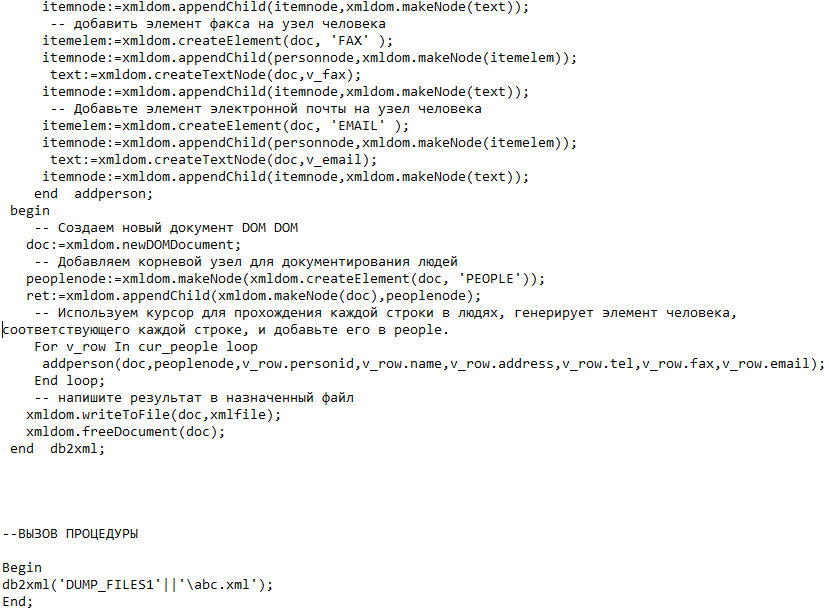 itemnode:=xmldom.appendChild(itemnode,xmldom.makeNode(text));
-- добавить элемент факса на узел человека
itemelem:=xmldom.createElement(doc, 'FAX' );
itemnode:=xmldom.appendChild(personnode,xmldom.makeNode(itemelem));
text:=xmldom.createTextNode(doc,v_fax);
itemnode:=xmldom.appendChild(itemnode,xmldom.makeNode(text));
-- Добавьте элемент электронной почты на узел человека
itemelem:=xmldom.createElement(doc, 'EMAIL' );
itemnode:=xmldom.appendChild(personnode,xmldom.makeNode(itemelem));
text:=xmldom.createTextNode(doc,v_email);
itemnode:=xmldom.appendChild(itemnode,xmldom.makeNode(text));
end  addperson;
begin
-- Создаем новый документ DOM DOM
doc:=xmldom.newDOMDocument;
-- Добавляем корневой узел для документирования людей
peoplenode:=xmldom.makeNode(xmldom.createElement(doc, 'PEOPLE'));
ret:=xmldom.appendChild(xmldom.makeNode(doc),peoplenode);
-- Используем курсор для прохождения каждой строки в людях, генерирует элемент человека,
соответствующего каждой строке, и добавьте его в people.
For v_row In cur_people loop
addperson(doc,peoplenode,v_row.personid,v_row.name,v_row.address,v_row.tel,v_row.fax,v_row.email);
End loop;
-- напишите результат в назначенный файл
xmldom.writeToFile(doc,xmlfile);
xmldom.freeDocument(doc);
end  db2xml;
--ВЫЗОВ ПРОЦЕДУРЫ
Begin
db2xml('DUMP_FILES1'||'\abc.xml');
End;